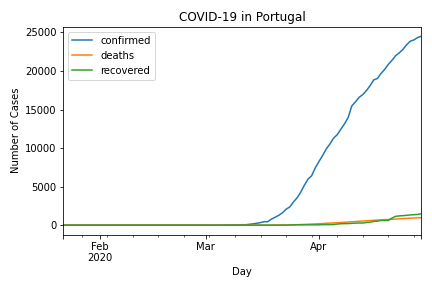 COVID-19 in Portugal
confirmed
deaths
recovered
Number of Cases
25000
20000
15000
10000
5000
0
Feb
2020
Mar
Apr
Day